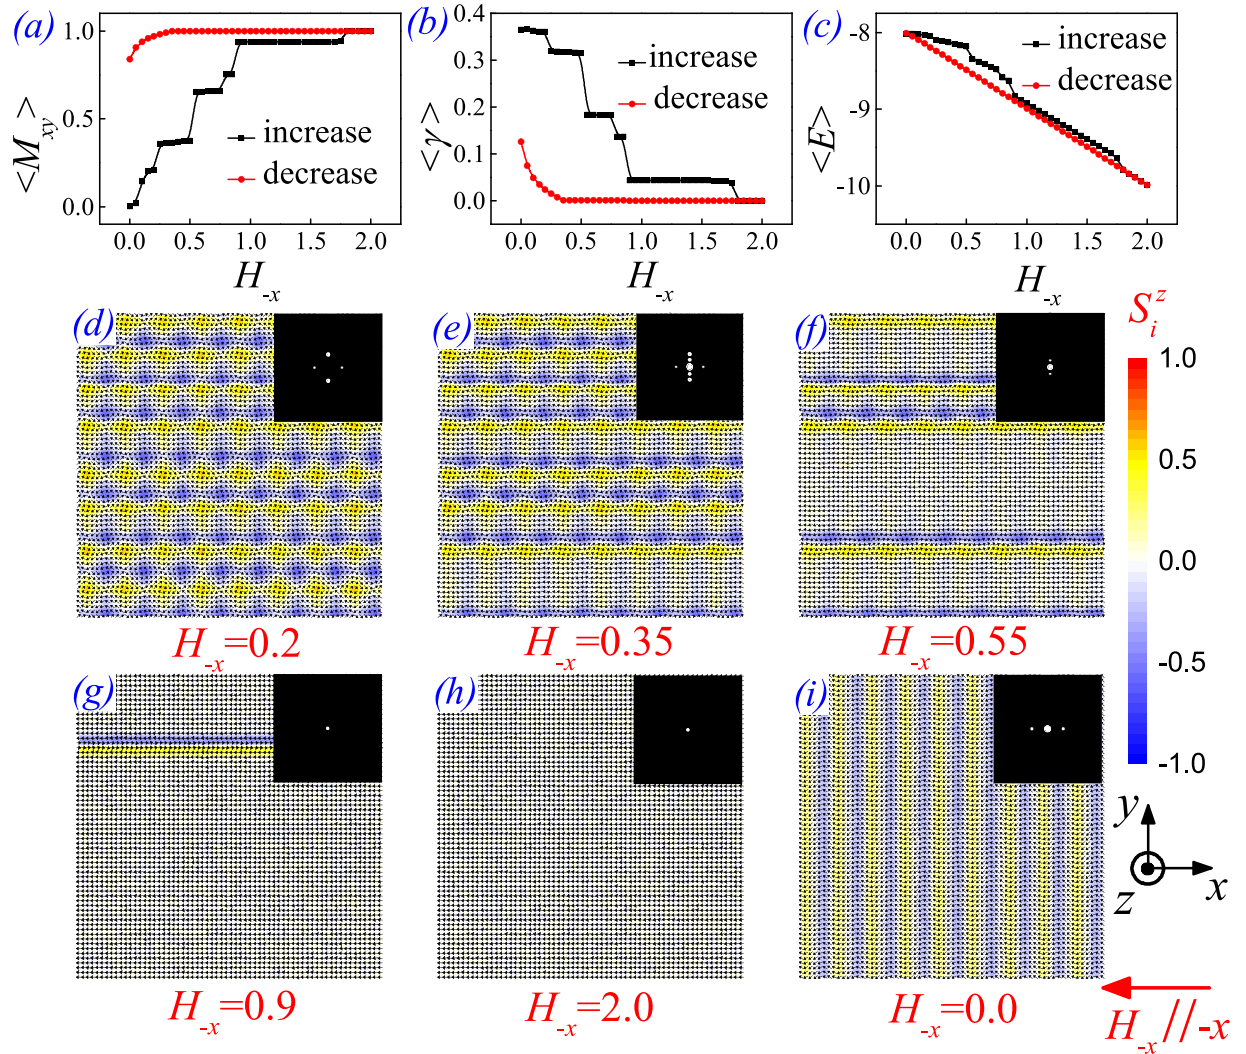 (a)
1.0
0.5
0.0
<M_xy>
increase
decrease
0.0 0.5 1.0 1.5 2.0
H_-x
(b)
0.4
0.3
0.2
0.1
0.0
<γ>
increase
decrease
0.0 0.5 1.0 1.5 2.0
H_-x
(c)
-8
-9
-10
<E>
increase
decrease
0.0 0.5 1.0 1.5 2.0
H_-x
(d)
H_-x=0.2
(e)
H_-x=0.35
(f)
H_-x=0.55
S_i^z
1.0
0.5
0.0
-0.5
-1.0
(g)
H_-x=0.9
(h)
H_-x=2.0
(i)
H_-x=0.0
y
z
x
H_-x//-x